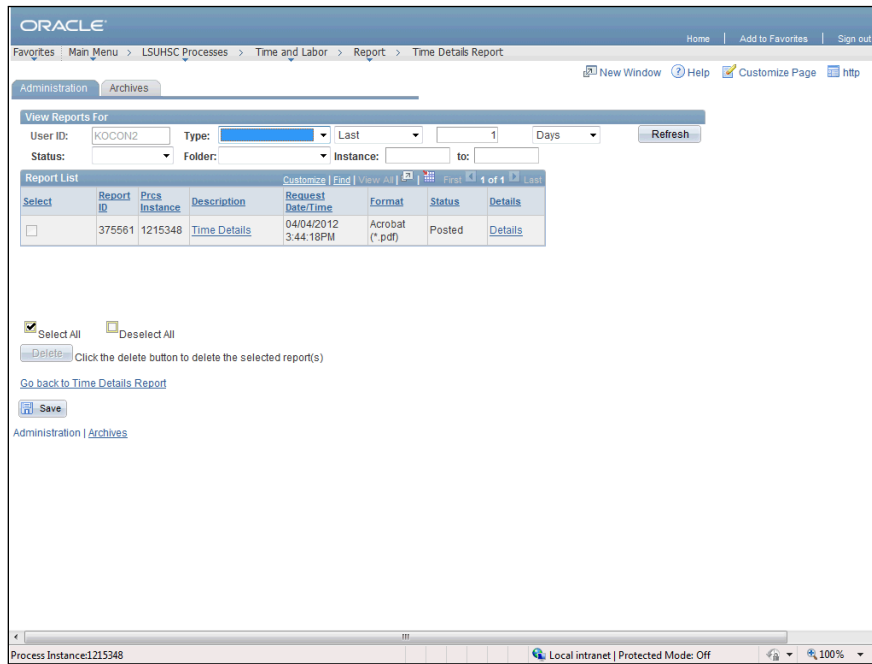 ORACLE
Home | Add to Favorites | Sign out
Favorites Main Menu > LSUHSC Processes > Time and Labor > Report > Time Details Report
New Window Help Customize Page http
Administration Archives
View Reports For
User ID: KOCON2 Type: Last 1 Days Refresh
Status: Folder: Instance: to:
Report List Customize | Find | View All | First 1 of 1 Last
Select Report ID Prcs Instance Description Request Date/Time Format Status Details
375561 1215348 Time Details 04/04/2012 3:44:18PM Acrobat (*.pdf) Posted Details
Select All Deselect All
Delete Click the delete button to delete the selected report(s)
Go back to Time Details Report
Save
Administration | Archives
Process Instance:1215348 Local intranet | Protected Mode: Off 100%